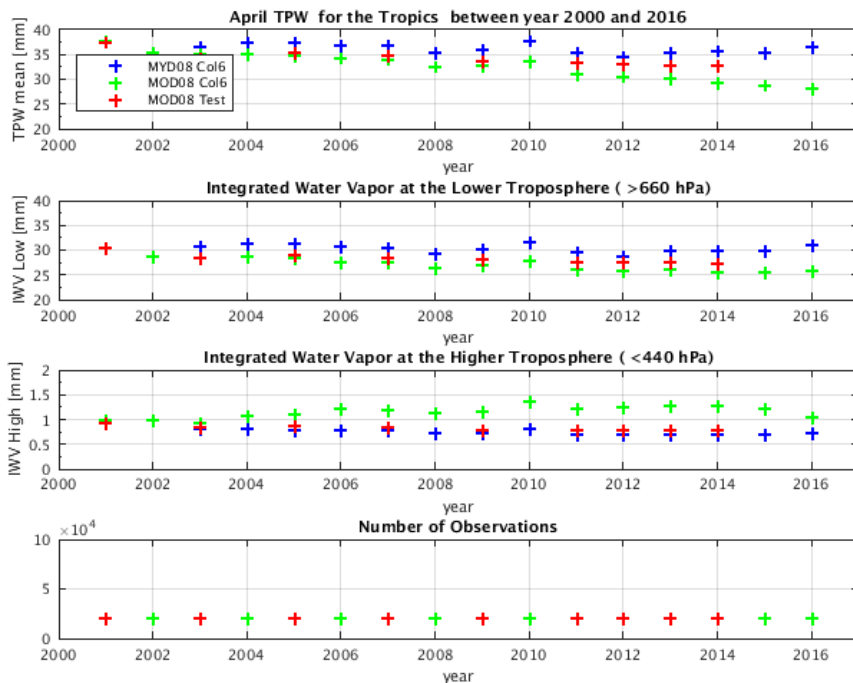 April TPW for the Tropics between year 2000 and 2016
TPW mean [mm]
40
35
30
25
20
MYD08 Col6
MOD08 Col6
MOD08 Test
2000 2002 2004 2006 2008 2010 2012 2014 2016
year
Integrated Water Vapor at the Lower Troposphere ( >660 hPa)
IWV Low [mm]
40
35
30
25
20
2000 2002 2004 2006 2008 2010 2012 2014 2016
year
Integrated Water Vapor at the Higher Troposphere ( <440 hPa)
IWV High [mm]
2
1.5
1
0.5
0
2000 2002 2004 2006 2008 2010 2012 2014 2016
year
Number of Observations
×10^4
10
5
0
2000 2002 2004 2006 2008 2010 2012 2014 2016
year